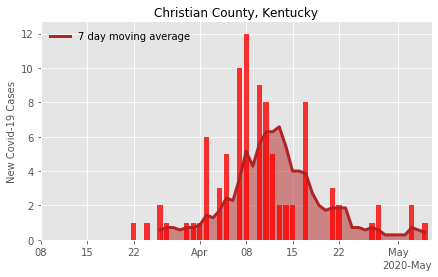 Christian County, Kentucky
7 day moving average
New Covid-19 Cases
12
10
8
6
4
2
0
08 15 22 Apr 08 15 22 May
2020-May